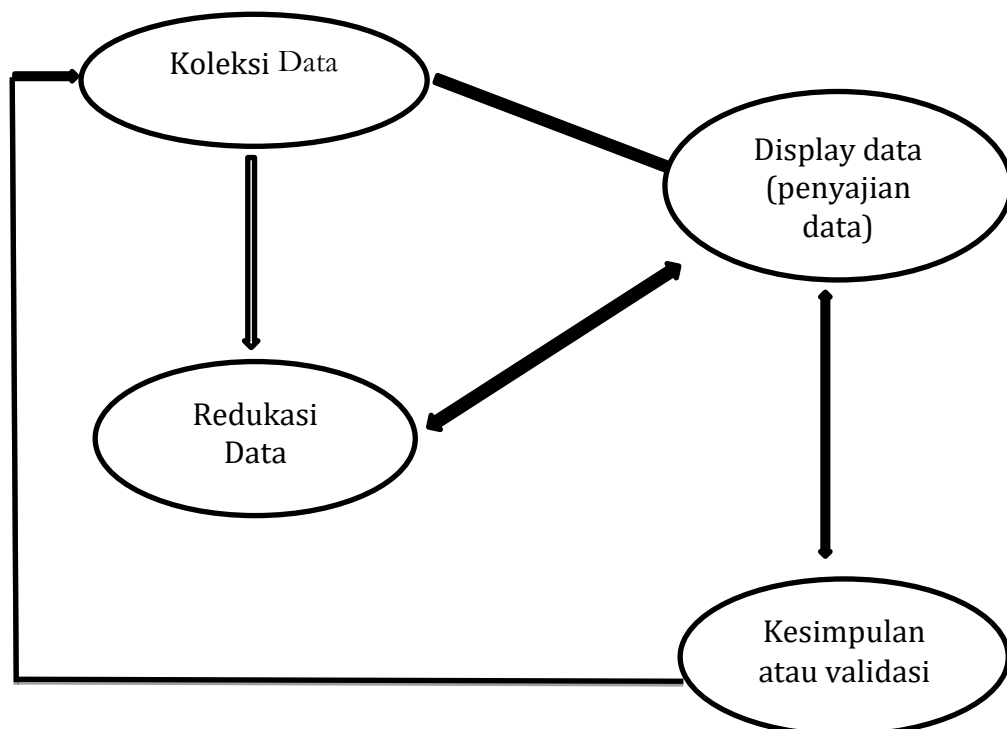 Koleksi Data
Display data
(penyajian
data)
Redukasi
Data
Kesimpulan
atau validasi